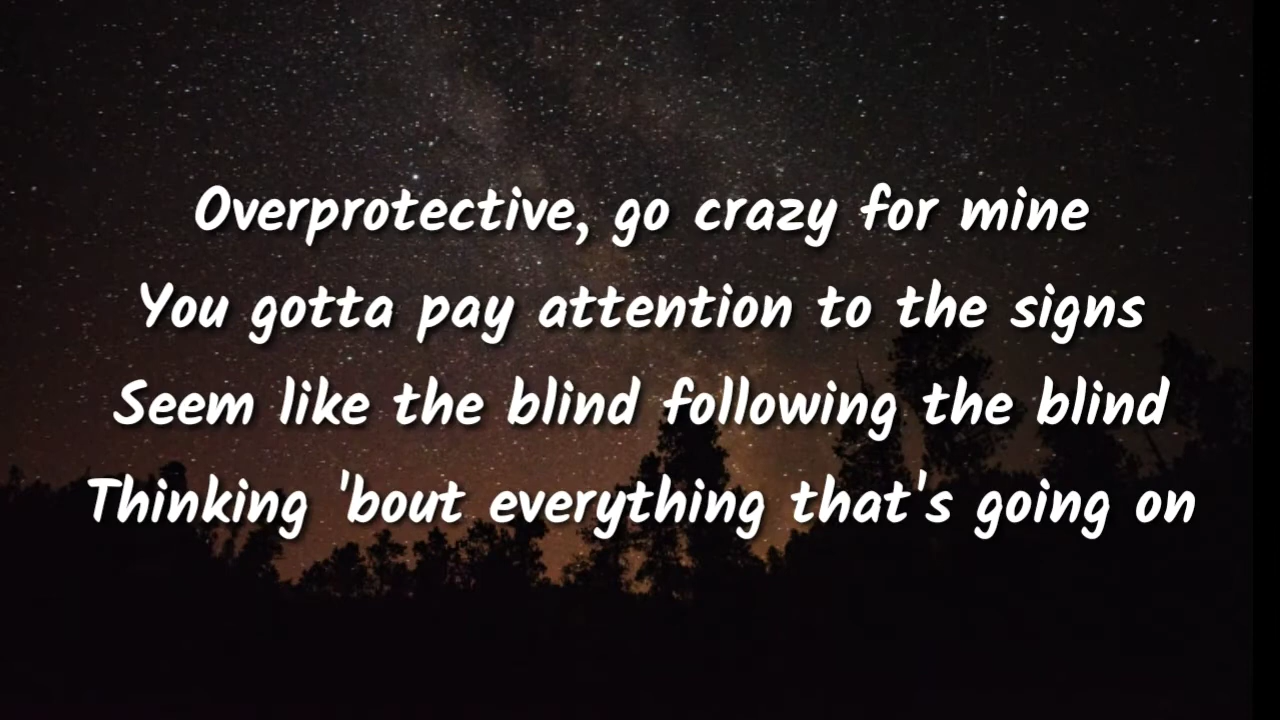 Overprotective, go crazy for mine
You gotta pay attention to the signs
Seem like the blind following the blind
Thinking 'bout everything that's going on